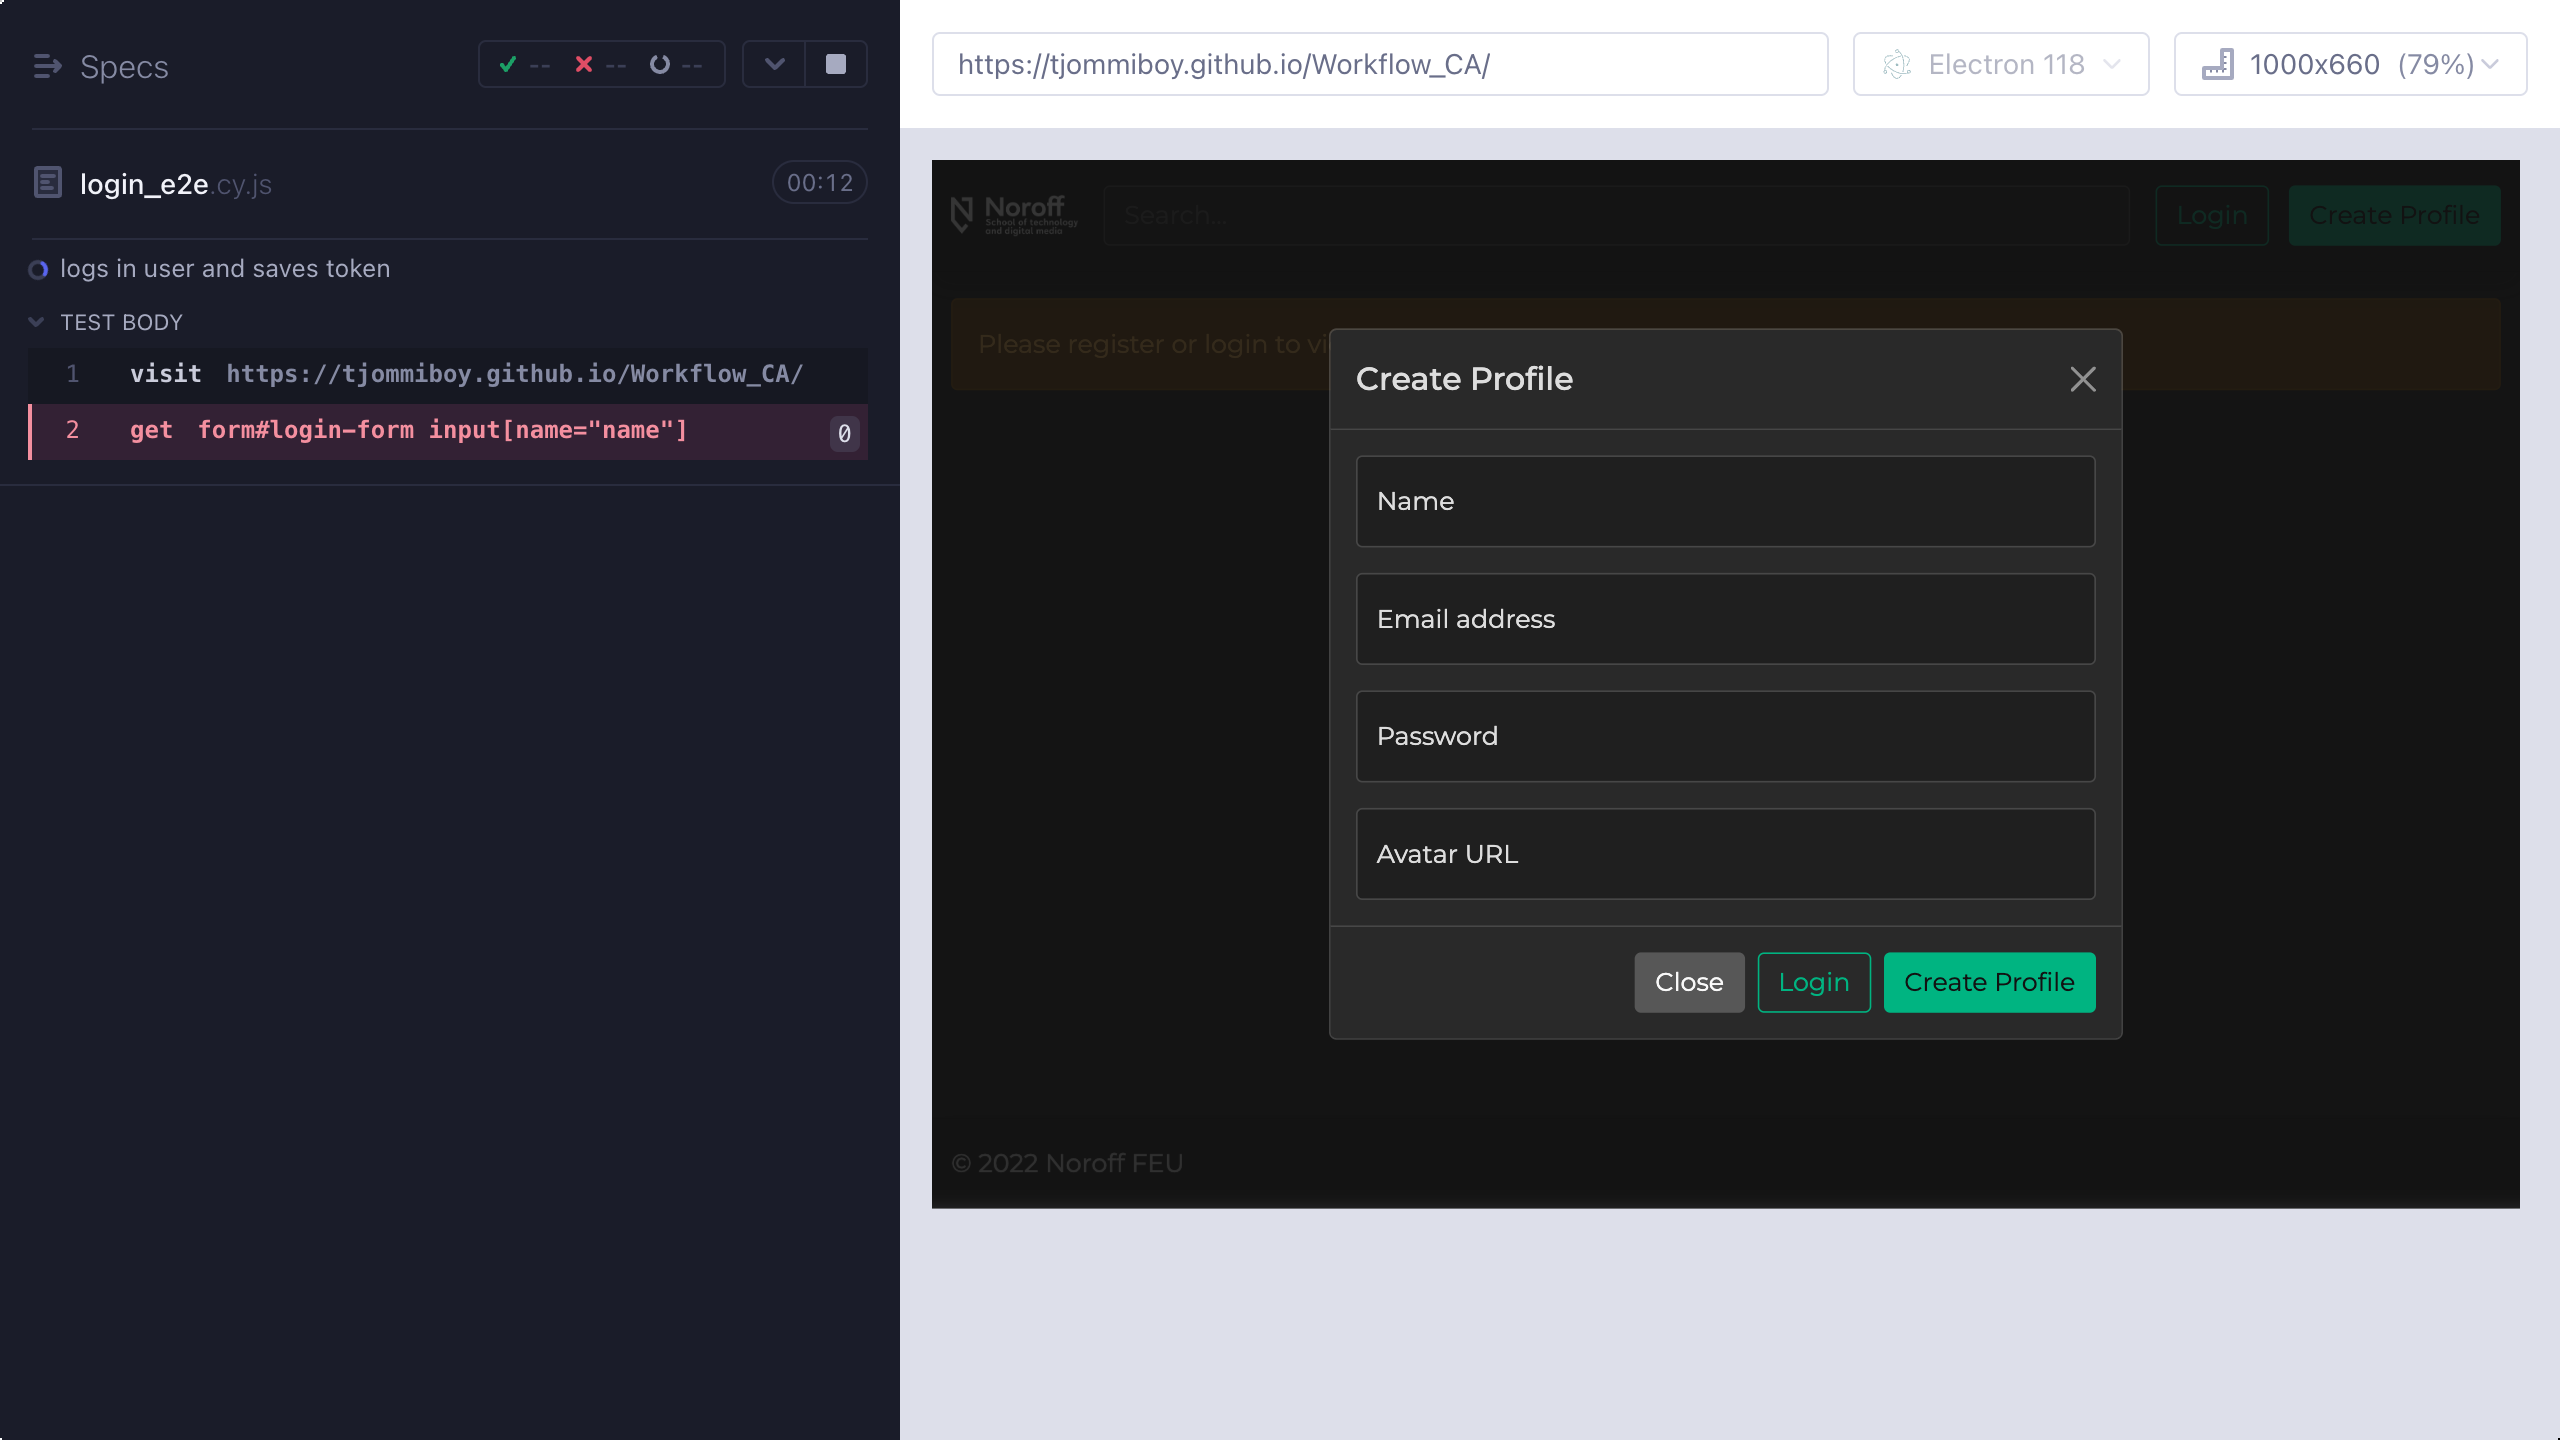 Specs
-- -- --
login_e2e.cy.js
00:12
logs in user and saves token
TEST BODY
1 visit https://tjommiboy.github.io/Workflow_CA/
2 get form#login-form input[name="name"] 0
https://tjommiboy.github.io/Workflow_CA/
Electron 118
1000x660 (79%)
Noroff
School of technology
and digital media
Search...
Login
Create Profile
Please register or login to vi
Create Profile
Name
Email address
Password
Avatar URL
Close
Login
Create Profile
© 2022 Noroff FEU